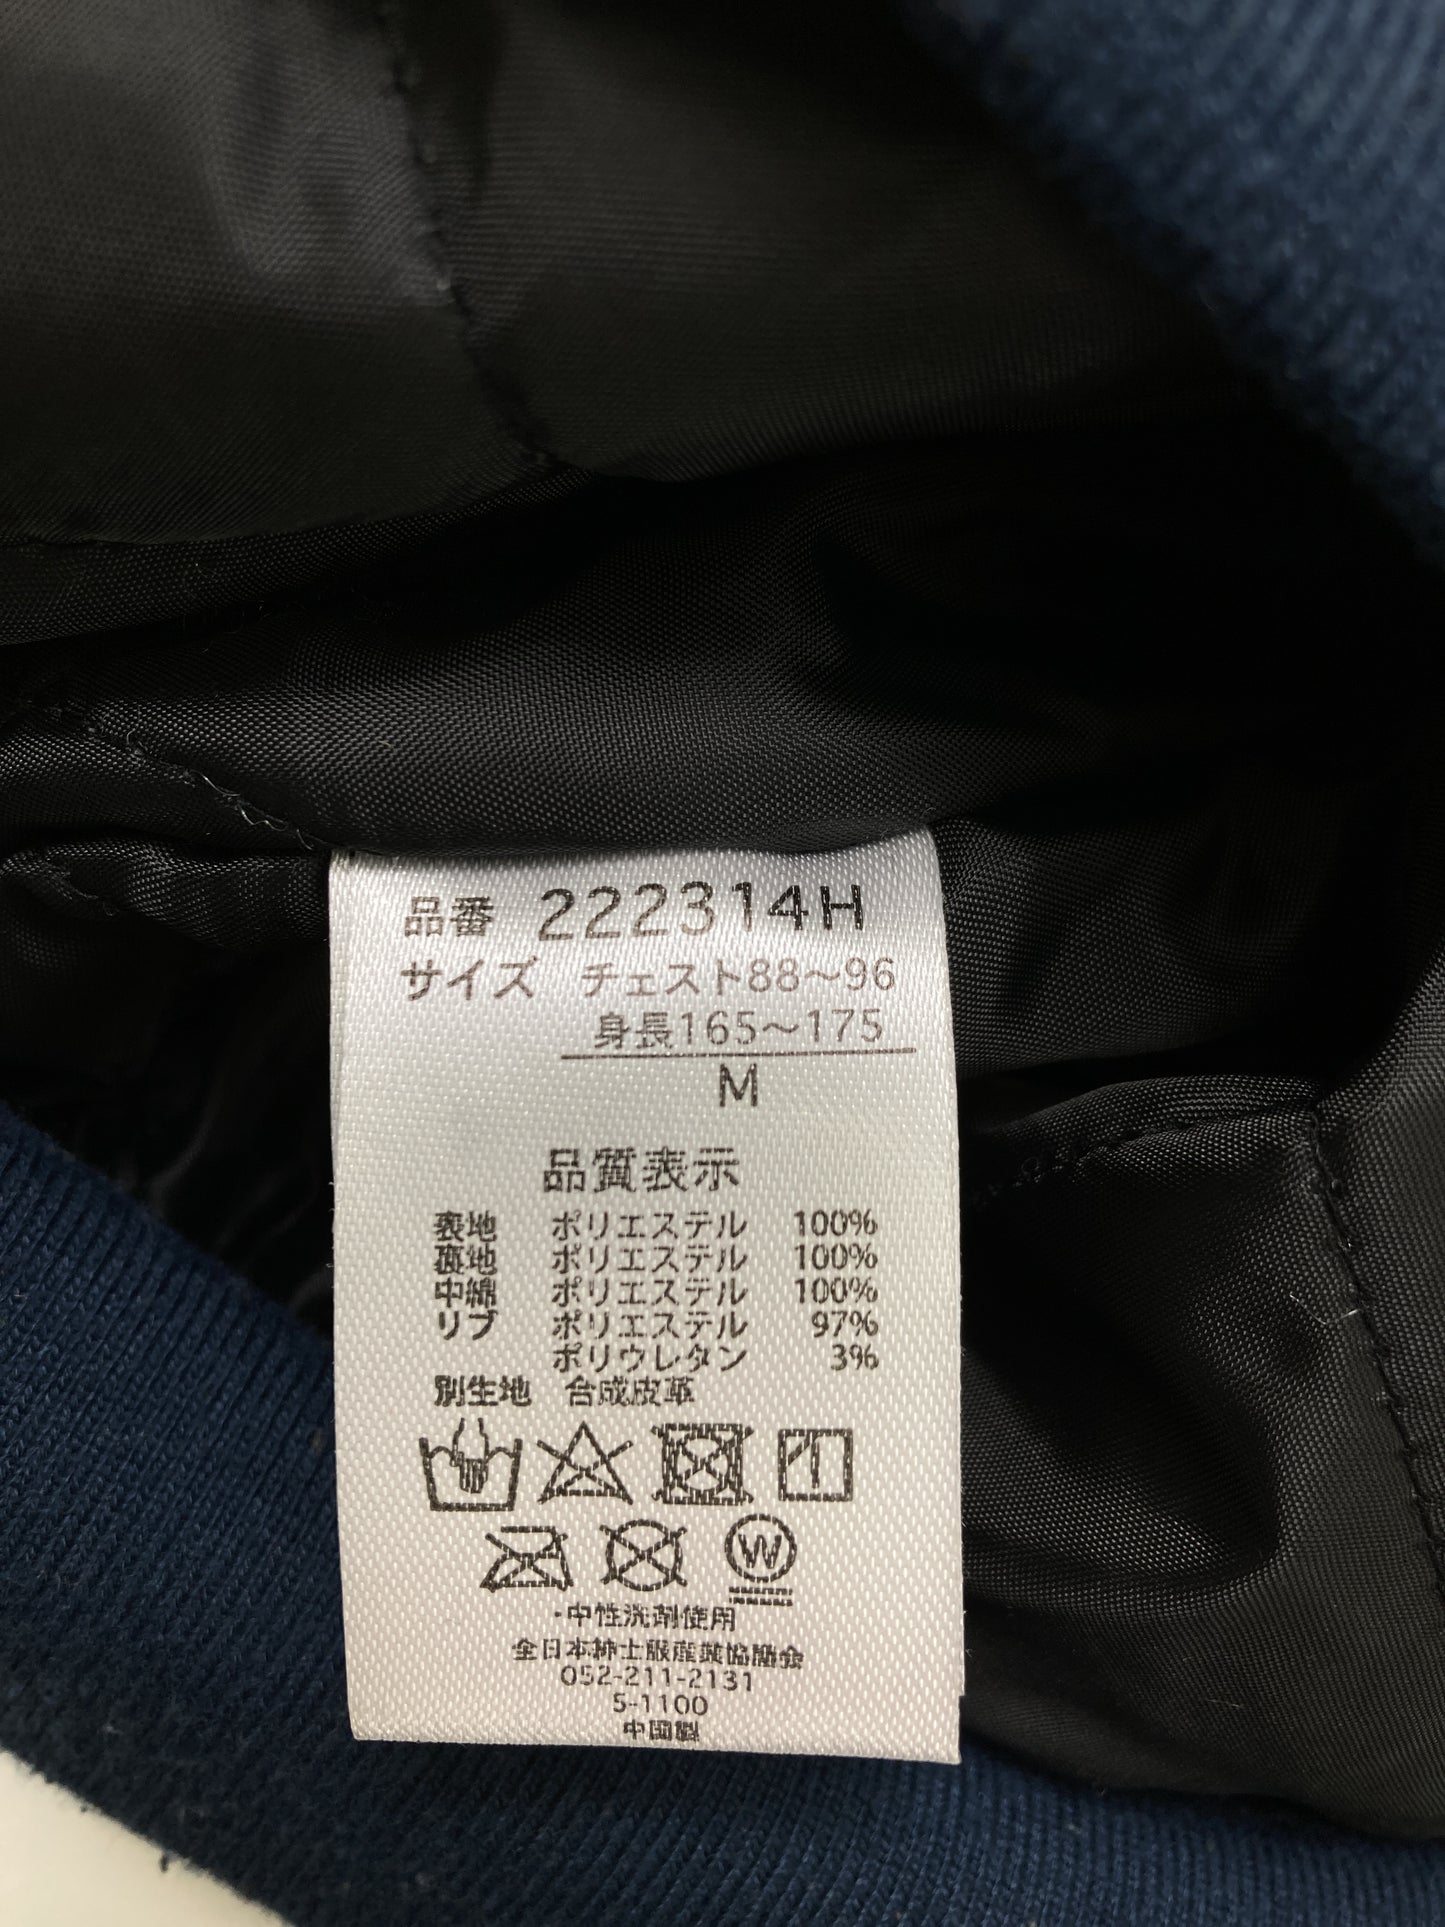 品番 222314H
サイズ チェスト88～96
身長165～175
M
品質表示
表地 ポリエステル 100%
裏地 ポリエステル 100%
中綿 ポリエステル 100%
リブ ポリエステル 97%
ポリウレタン 3%
別生地 合成皮革
W
・中性洗剤使用
全日本紳士服産業協同会
052-211-2131
S-1100
中国製